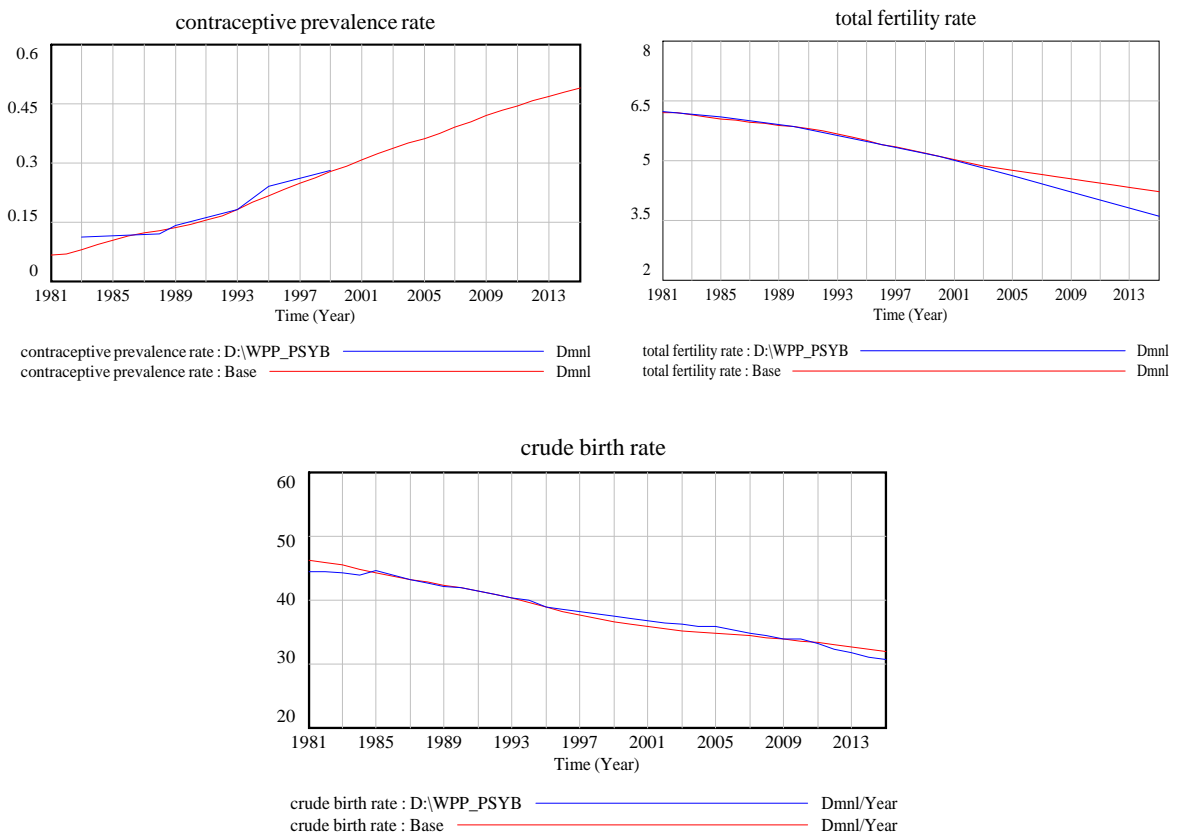 contraceptive prevalence rate
0.6
0.45
0.3
0.15
0
1981 1985 1989 1993 1997 2001 2005 2009 2013
Time (Year)
contraceptive prevalence rate : D:\WPP_PSYB Dmnl
contraceptive prevalence rate : Base Dmnl
total fertility rate
8
6.5
5
3.5
2
1981 1985 1989 1993 1997 2001 2005 2009 2013
Time (Year)
total fertility rate : D:\WPP_PSYB Dmnl
total fertility rate : Base Dmnl
crude birth rate
60
50
40
30
20
1981 1985 1989 1993 1997 2001 2005 2009 2013
Time (Year)
crude birth rate : D:\WPP_PSYB Dmnl/Year
crude birth rate : Base Dmnl/Year